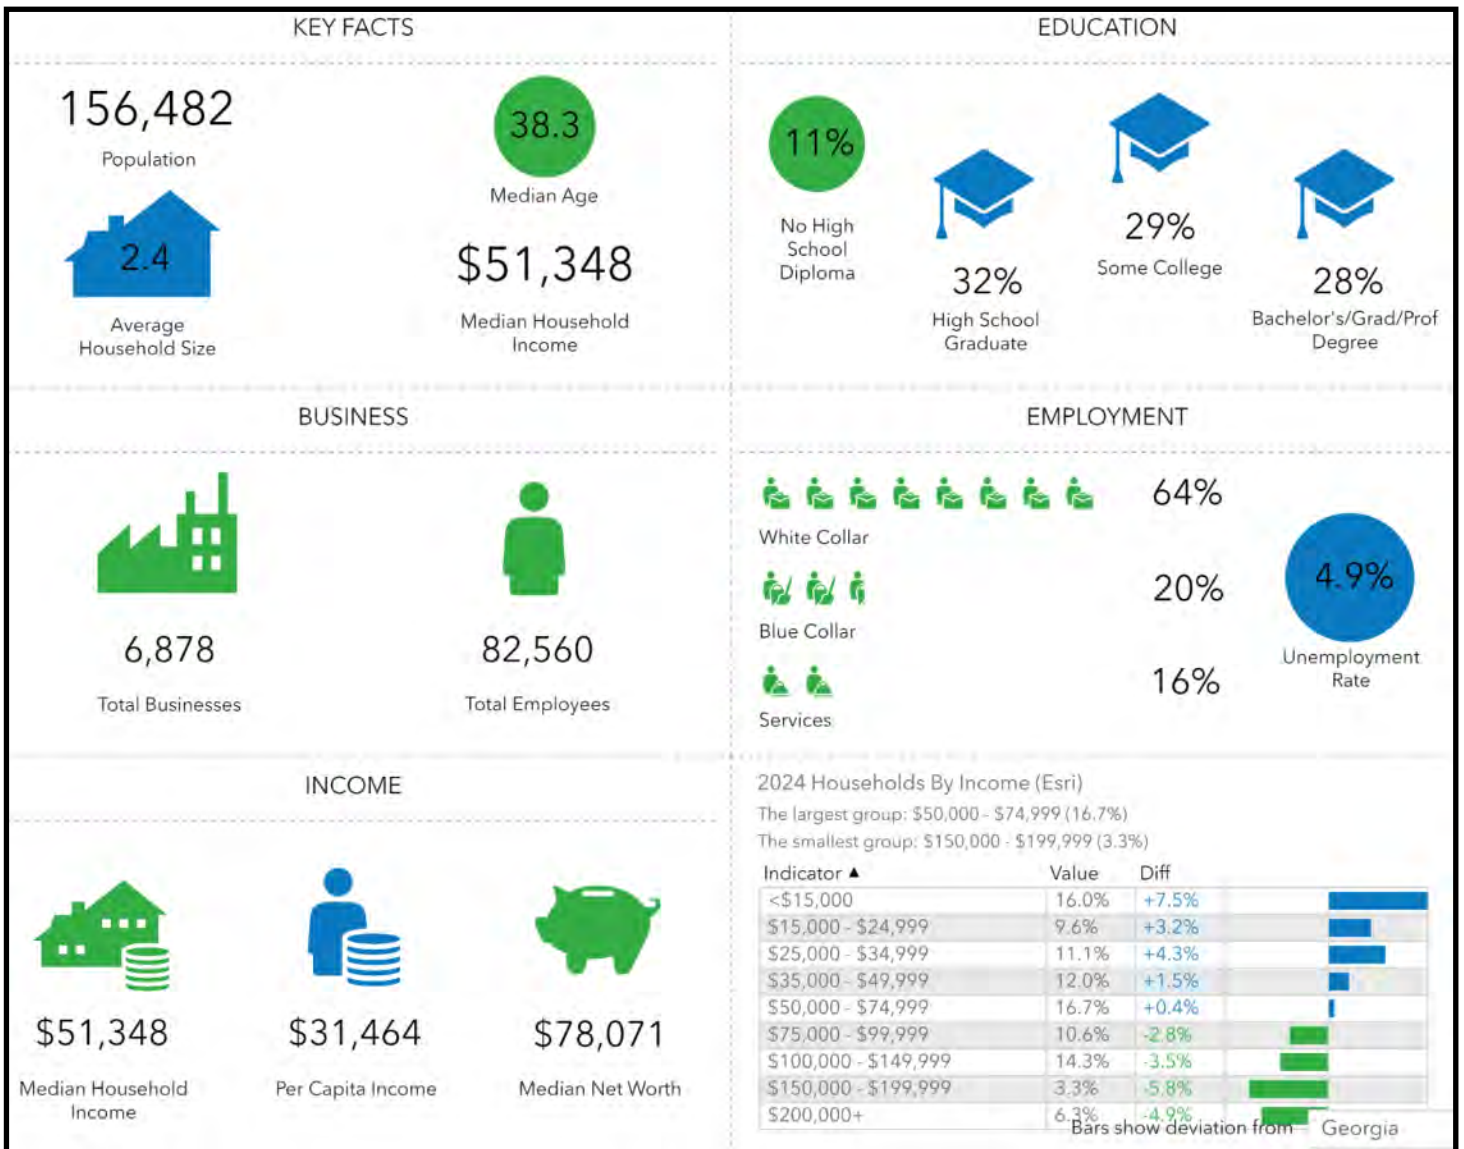 KEY FACTS
156,482
Population
38.3
Median Age
2.4
Average
Household Size
$51,348
Median Household
Income
EDUCATION
11%
No High
School
Diploma
32%
High School
Graduate
29%
Some College
28%
Bachelor's/Grad/Prof
Degree
BUSINESS
6,878
Total Businesses
82,560
Total Employees
EMPLOYMENT
64%
White Collar
20%
Blue Collar
16%
Services
4.9%
Unemployment
Rate
INCOME
$51,348
Median Household
Income
$31,464
Per Capita Income
$78,071
Median Net Worth
2024 Households By Income (Esri)
The largest group: $50,000 - $74,999 (16.7%)
The smallest group: $150,000 - $199,999 (3.3%)
Indicator ▲ Value Diff
<$15,000 16.0% +7.5%
$15,000 - $24,999 9.6% +3.2%
$25,000 - $34,999 11.1% +4.3%
$35,000 - $49,999 12.0% +1.5%
$50,000 - $74,999 16.7% +0.4%
$75,000 - $99,999 10.6% -2.8%
$100,000 - $149,999 14.3% -3.5%
$150,000 - $199,999 3.3% -5.8%
$200,000+ 6.3% -4.9%
Bars show deviation from Georgia